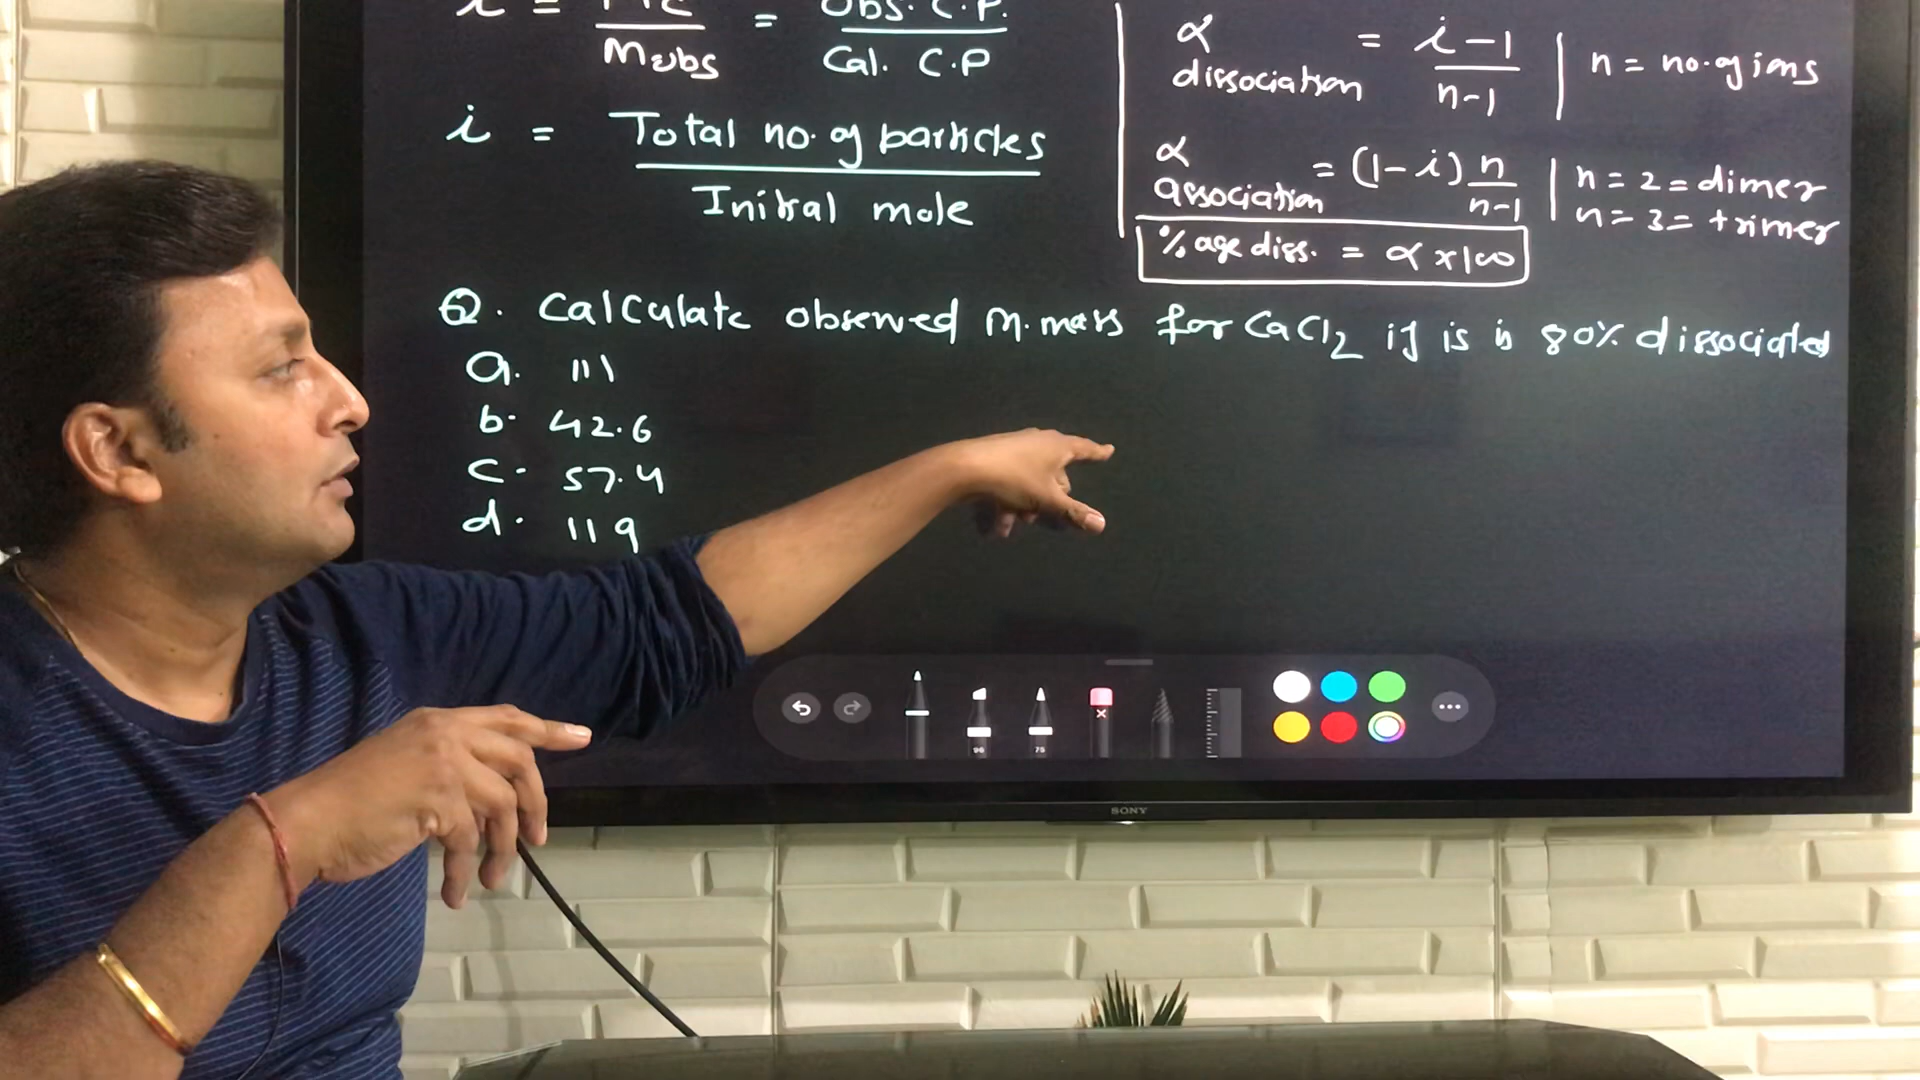 i = Mc / Mobs = Obs. C.P. / Cal. C.P
i = Total no. of particles / Initial mole
α dissociation = i-1 / n-1 | n = no. of ions
α association = (1-i) n / n-1 | n = 2 = dimer
n = 3 = trimer
% age diss. = α x 100
Q. Calculate observed M. mass for CaCl2 if is is 80% dissociated
a. 111
b. 42.6
c. 57.4
d. 119
96
75
SONY